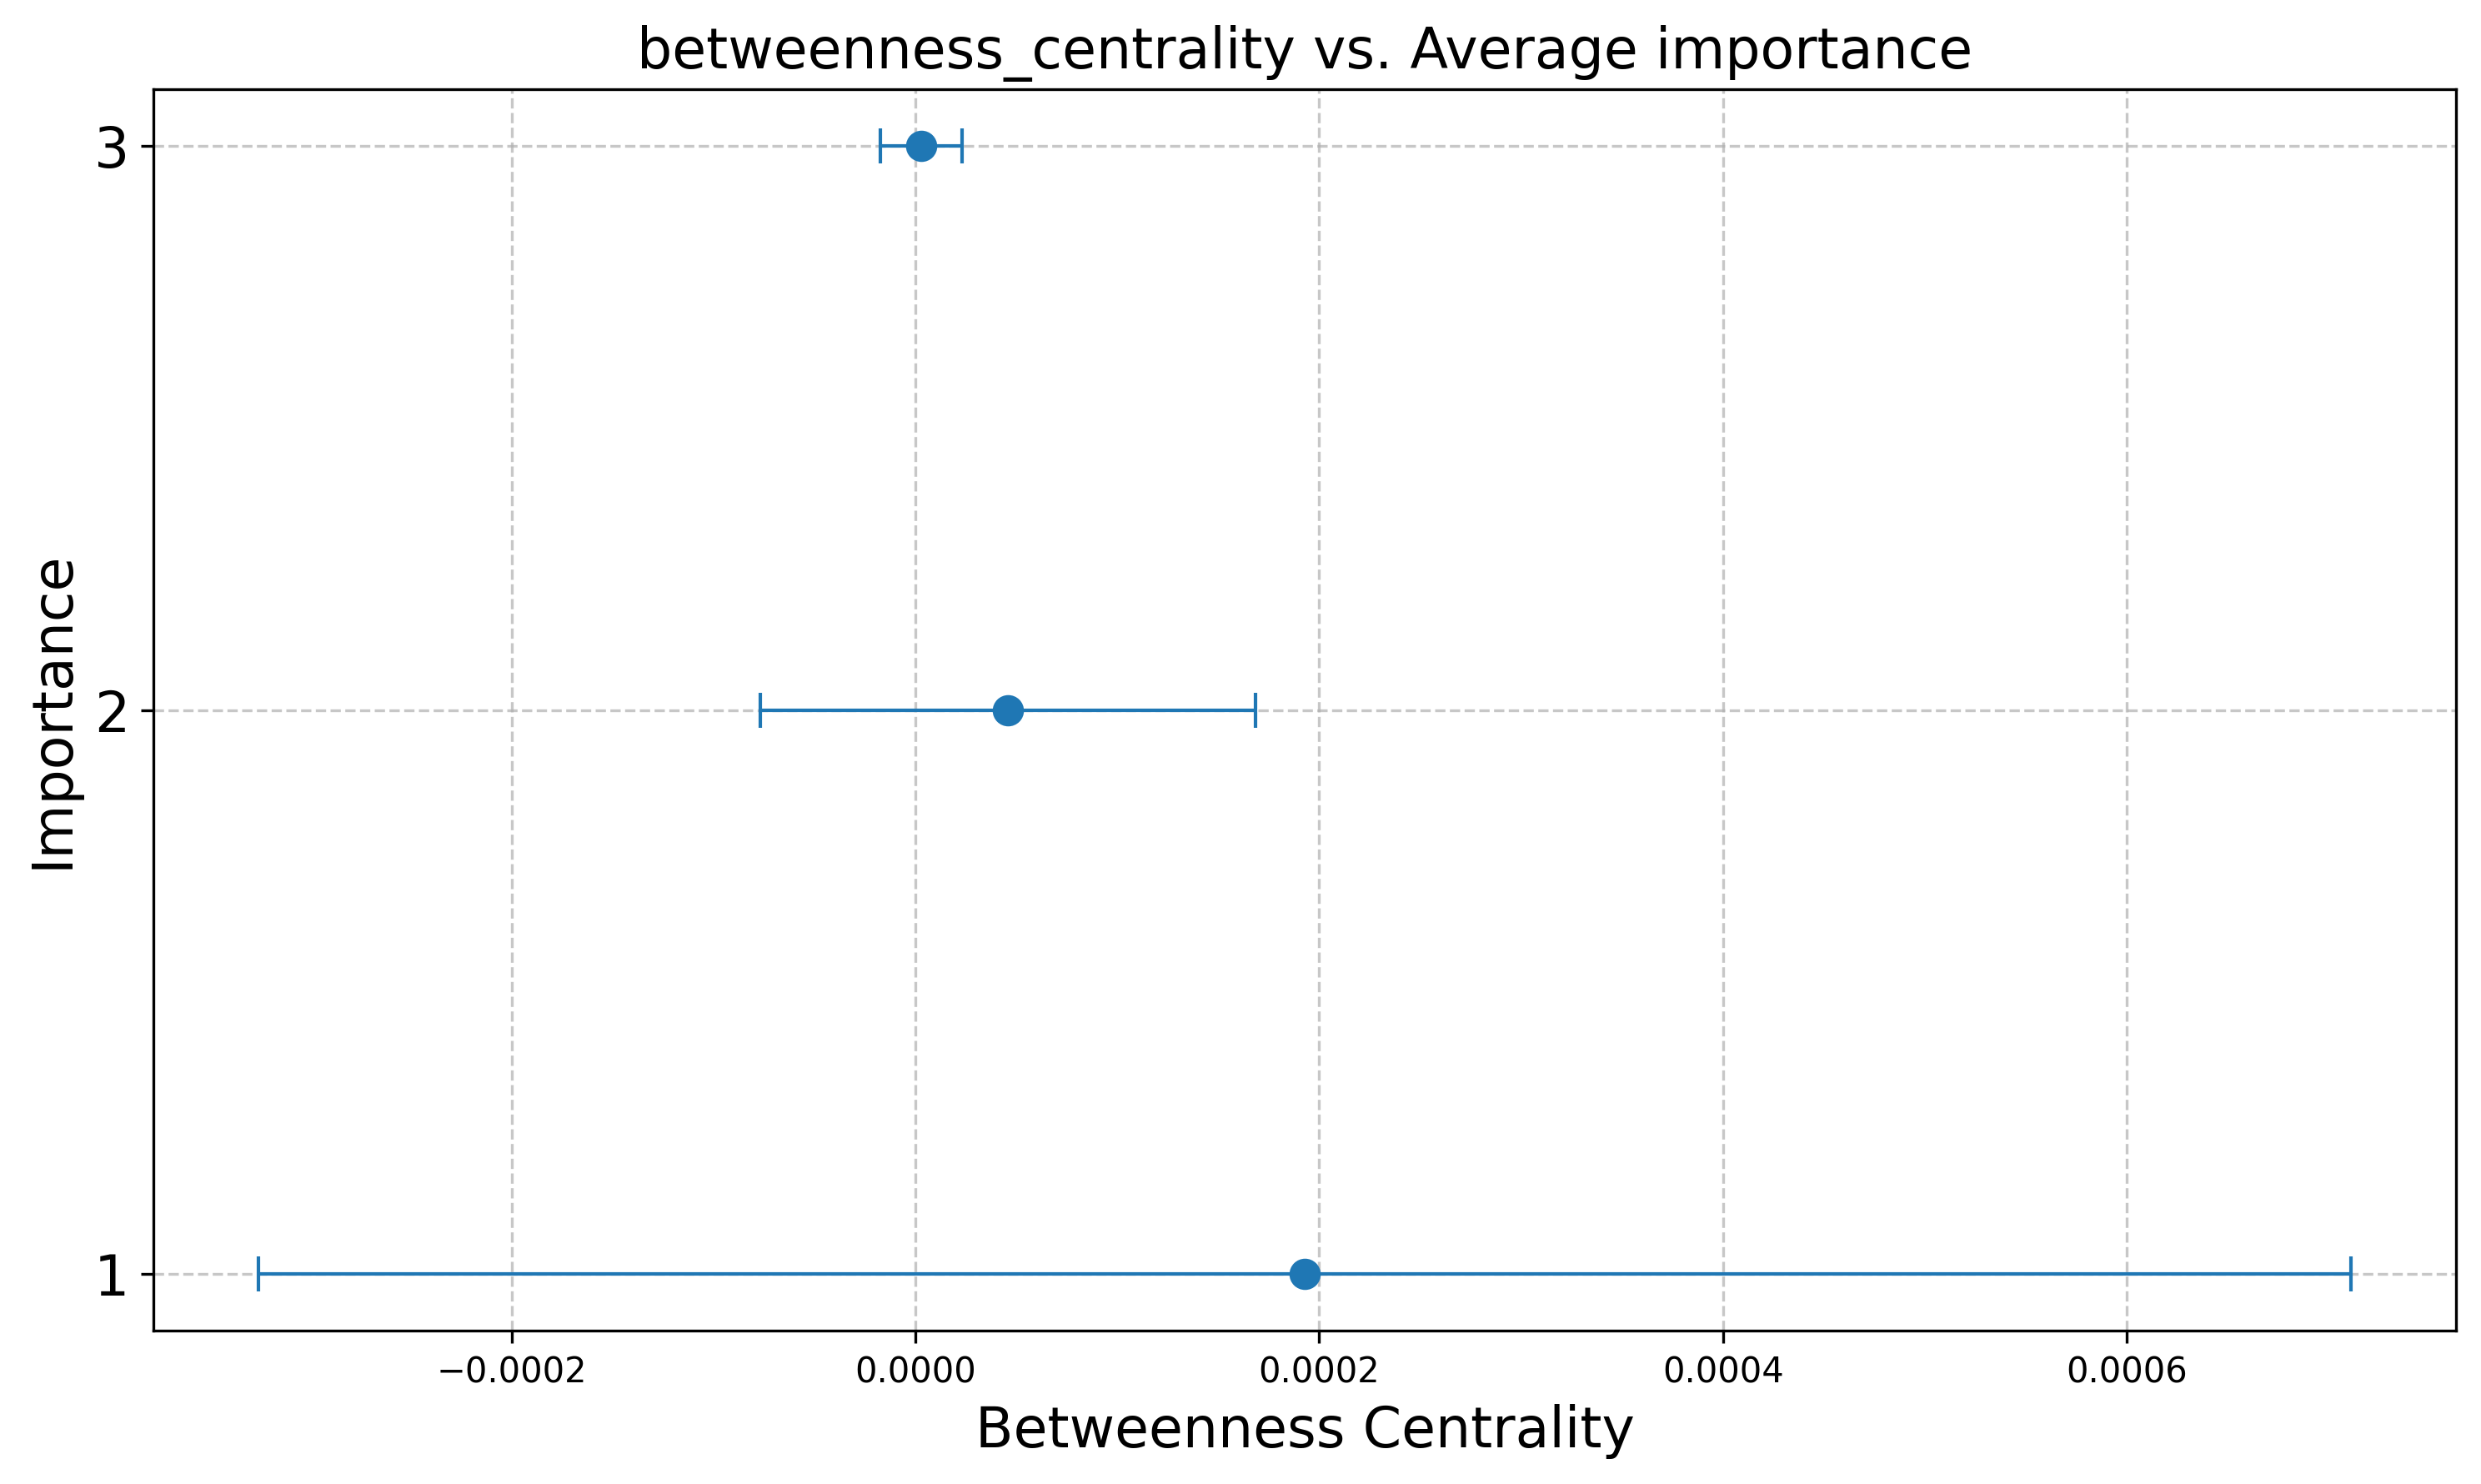 betweenness_centrality vs. Average importance
3
2
1
Importance
−0.0002 0.0000 0.0002 0.0004 0.0006
Betweenness Centrality